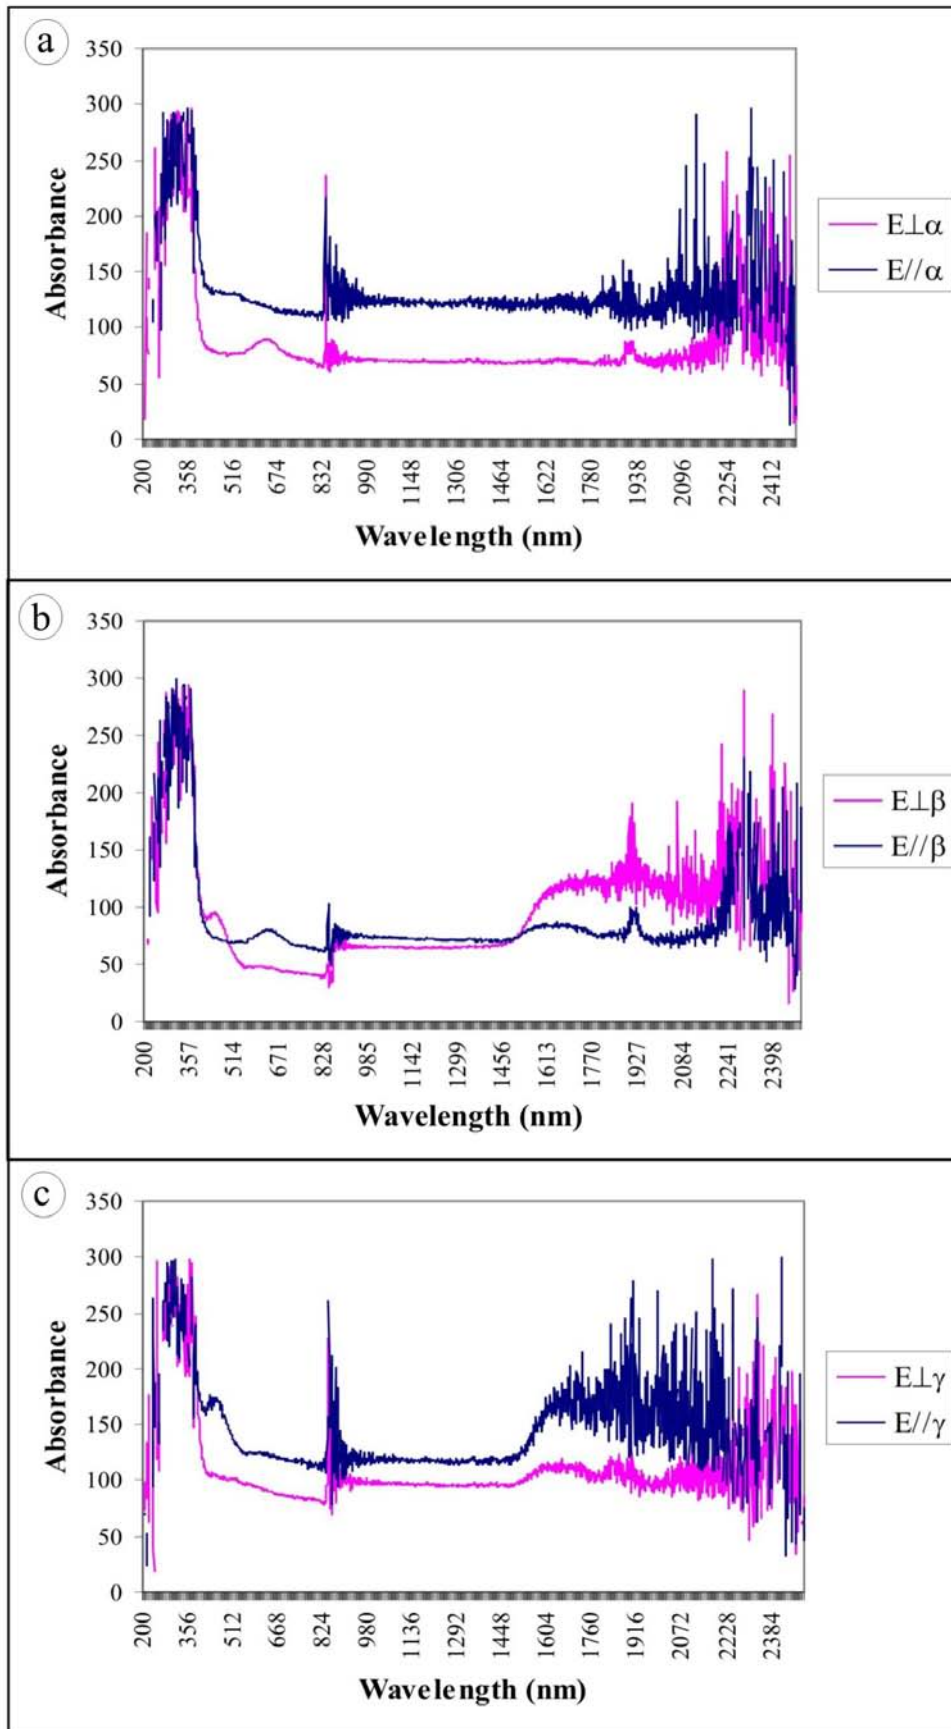 a
350
300
250
200
150
100
50
0
Absorbance
200 358 516 674 832 990 1148 1306 1464 1622 1780 1938 2096 2254 2412
Wavelength (nm)
E⊥α
E//α
b
350
300
250
200
150
100
50
0
Absorbance
200 357 514 671 828 985 1142 1299 1456 1613 1770 1927 2084 2241 2398
Wavelength (nm)
E⊥β
E//β
c
350
300
250
200
150
100
50
0
Absorbance
200 356 512 668 824 980 1136 1292 1448 1604 1760 1916 2072 2228 2384
Wavelength (nm)
E⊥γ
E//γ